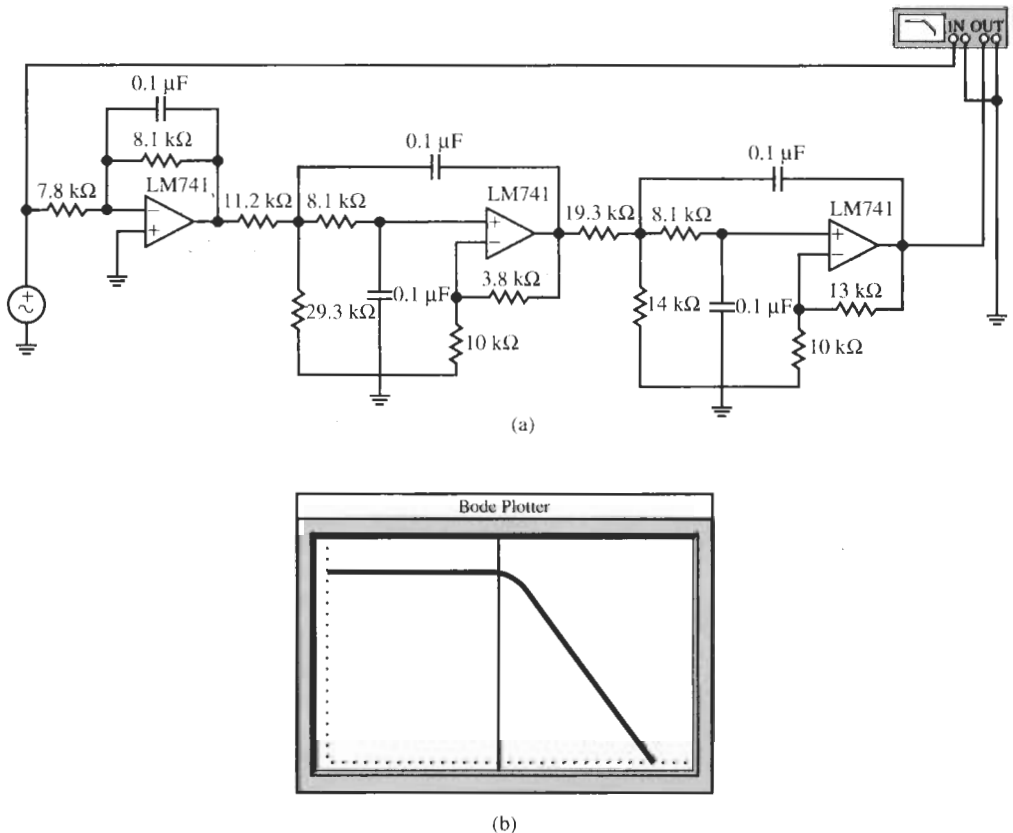 IN OUT
0.1 µF
8.1 kΩ
7.8 kΩ
LM741
11.2 kΩ
8.1 kΩ
0.1 µF
LM741
29.3 kΩ
0.1 µF
3.8 kΩ
10 kΩ
19.3 kΩ
8.1 kΩ
0.1 µF
LM741
14 kΩ
0.1 µF
13 kΩ
10 kΩ
(a)
Bode Plotter
(b)